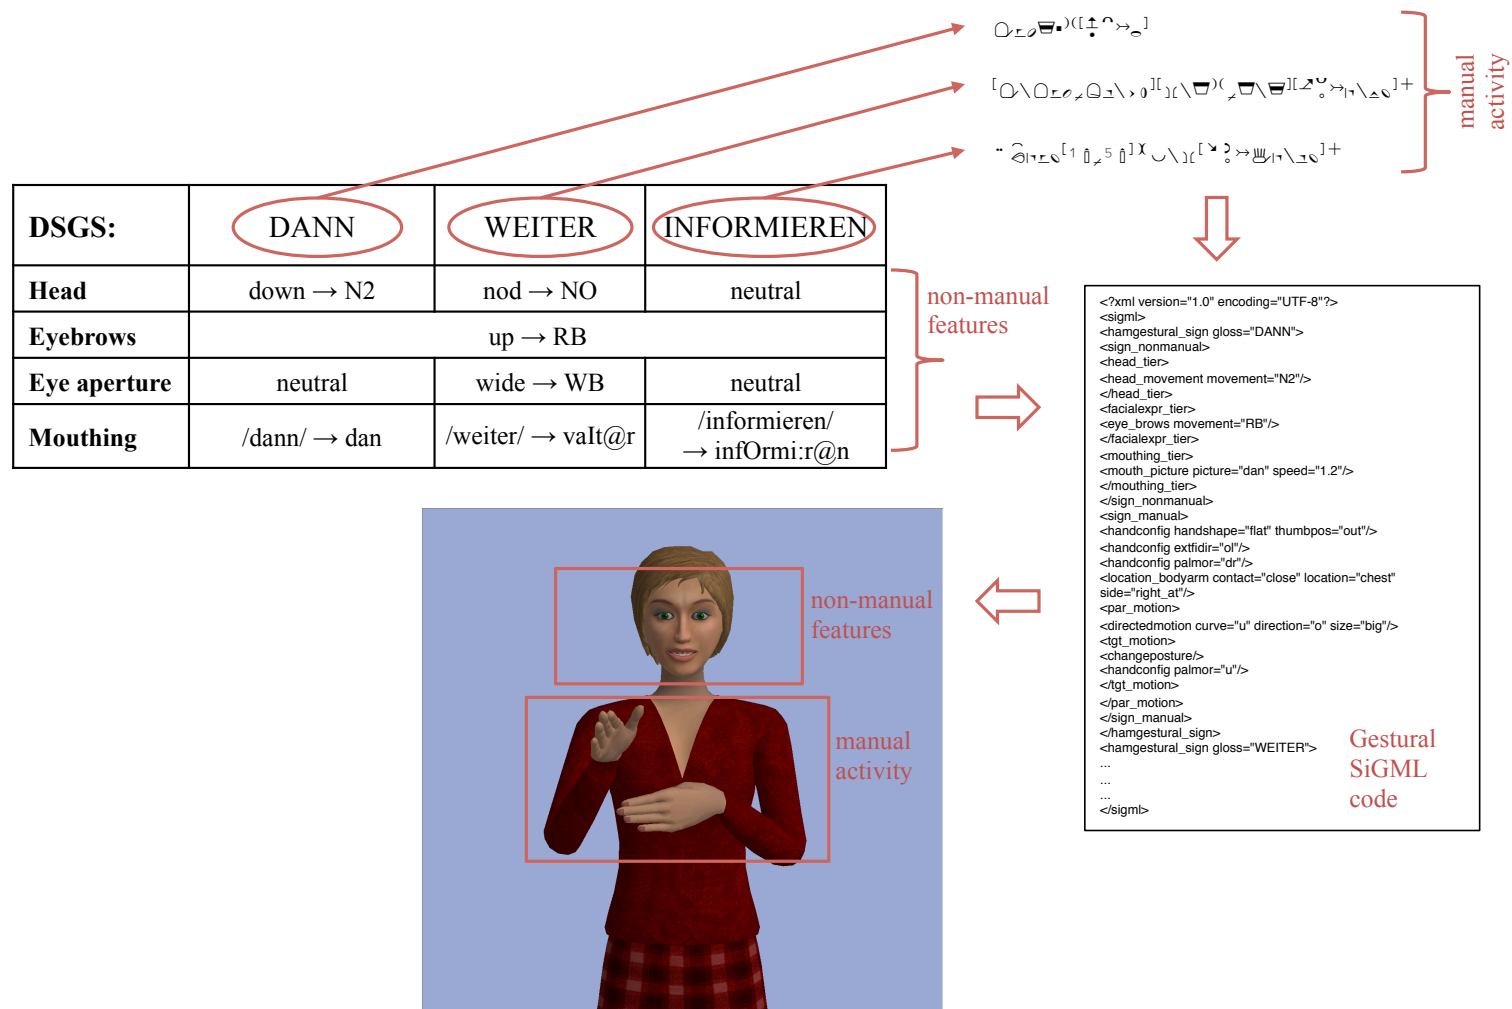 manual
activity
DSGS: DANN WEITER INFORMIEREN
Head down → N2 nod → NO neutral
Eyebrows up → RB
Eye aperture neutral wide → WB neutral
Mouthing /dann/ → dan /weiter/ → vaIt@r /informieren/
→ infOrmi:r@n
non-manual
features
<?xml version="1.0" encoding="UTF-8"?>
<sigml>
<hamgestural_sign gloss="DANN">
<sign_nonmanual>
<head_tier>
<head_movement movement="N2"/>
</head_tier>
<facialexpr_tier>
<eye_brows movement="RB"/>
</facialexpr_tier>
<mouthing_tier>
<mouth_picture picture="dan" speed="1.2"/>
</mouthing_tier>
</sign_nonmanual>
<sign_manual>
<handconfig handshape="flat" thumbpos="out"/>
<handconfig extfidir="ol"/>
<handconfig palmor="dr"/>
<location_bodyarm contact="close" location="chest"
side="right_at"/>
<par_motion>
<directedmotion curve="u" direction="o" size="big"/>
<tgt_motion>
<changeposture/>
<handconfig palmor="u"/>
</tgt_motion>
</par_motion>
</sign_manual>
</hamgestural_sign>
<hamgestural_sign gloss="WEITER">
...
...
...
</sigml>
Gestural
SiGML
code
non-manual
features
manual
activity